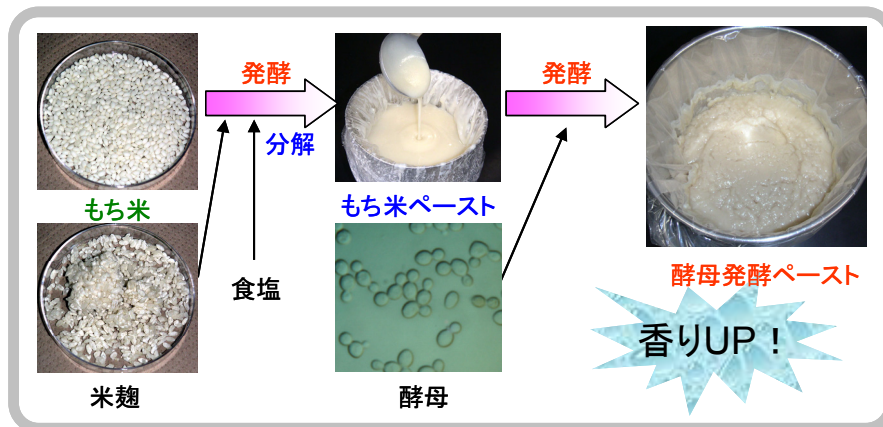 発酵
発酵
分解
もち米
もち米ペースト
食塩
酵母発酵ペースト
香りUP！
米麹
酵母